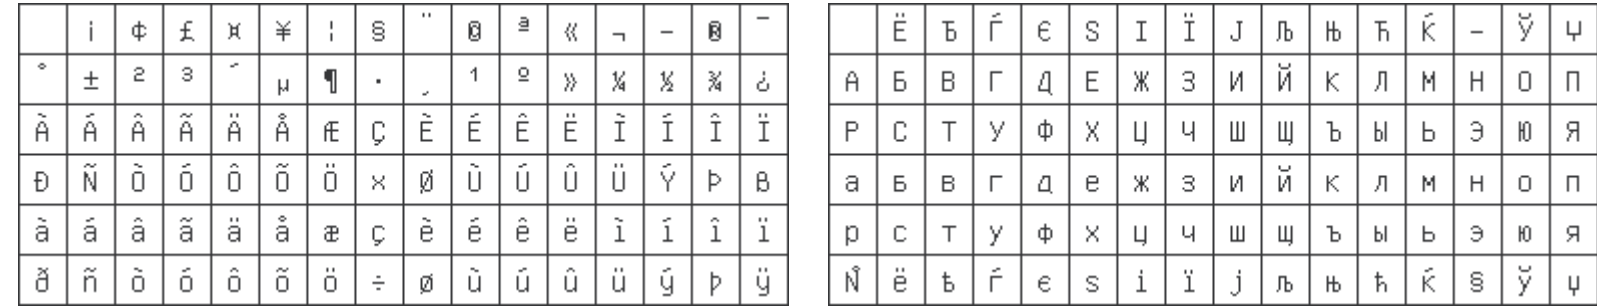 ¡ ¢ £ ¤ ¥ ¦ § ¨ © ª « ¬ - ® ¯
° ± ² ³ ´ µ ¶ · ¸ ¹ º » ¼ ½ ¾ ¿
À Á Â Ã Ä Å Æ Ç È É Ê Ë Ì Í Î Ï
Ð Ñ Ò Ó Ô Õ Ö × Ø Ù Ú Û Ü Ý Þ ß
à á â ã ä å æ ç è é ê ë ì í î ï
ð ñ ò ó ô õ ö ÷ ø ù ú û ü ý þ ÿ
Ё Ђ Ѓ Є Ѕ І Ї Ј Љ Њ Ћ Ќ - Ў Џ
А Б В Г Д Е Ж З И Й К Л М Н О П
Р С Т У Ф Х Ц Ч Ш Щ Ъ Ы Ь Э Ю Я
а б в г д е ж з и й к л м н о п
р с т у ф х ц ч ш щ ъ ы ь э ю я
№ ё ђ ѓ є ѕ і ї ј љ њ ћ ќ § ў џ